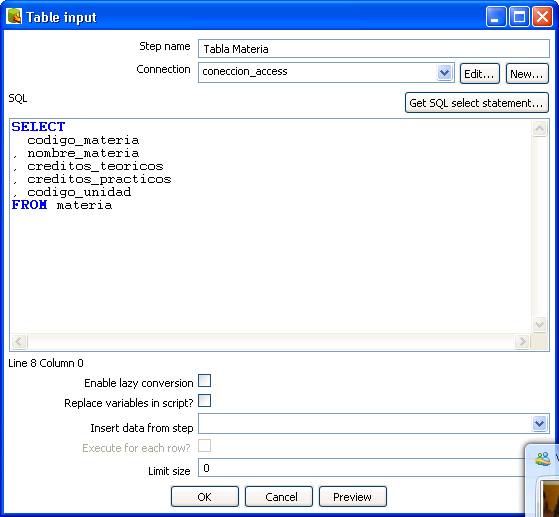 Table input
Step name Tabla Materia
Connection coneccion_access Edit... New...
SQL Get SQL select statement...
SELECT
codigo_materia
, nombre_materia
, creditos_teoricos
, creditos_practicos
, codigo_unidad
FROM materia
Line 8 Column 0
Enable lazy conversion
Replace variables in script?
Insert data from step
Execute for each row?
Limit size 0
OK Cancel Preview